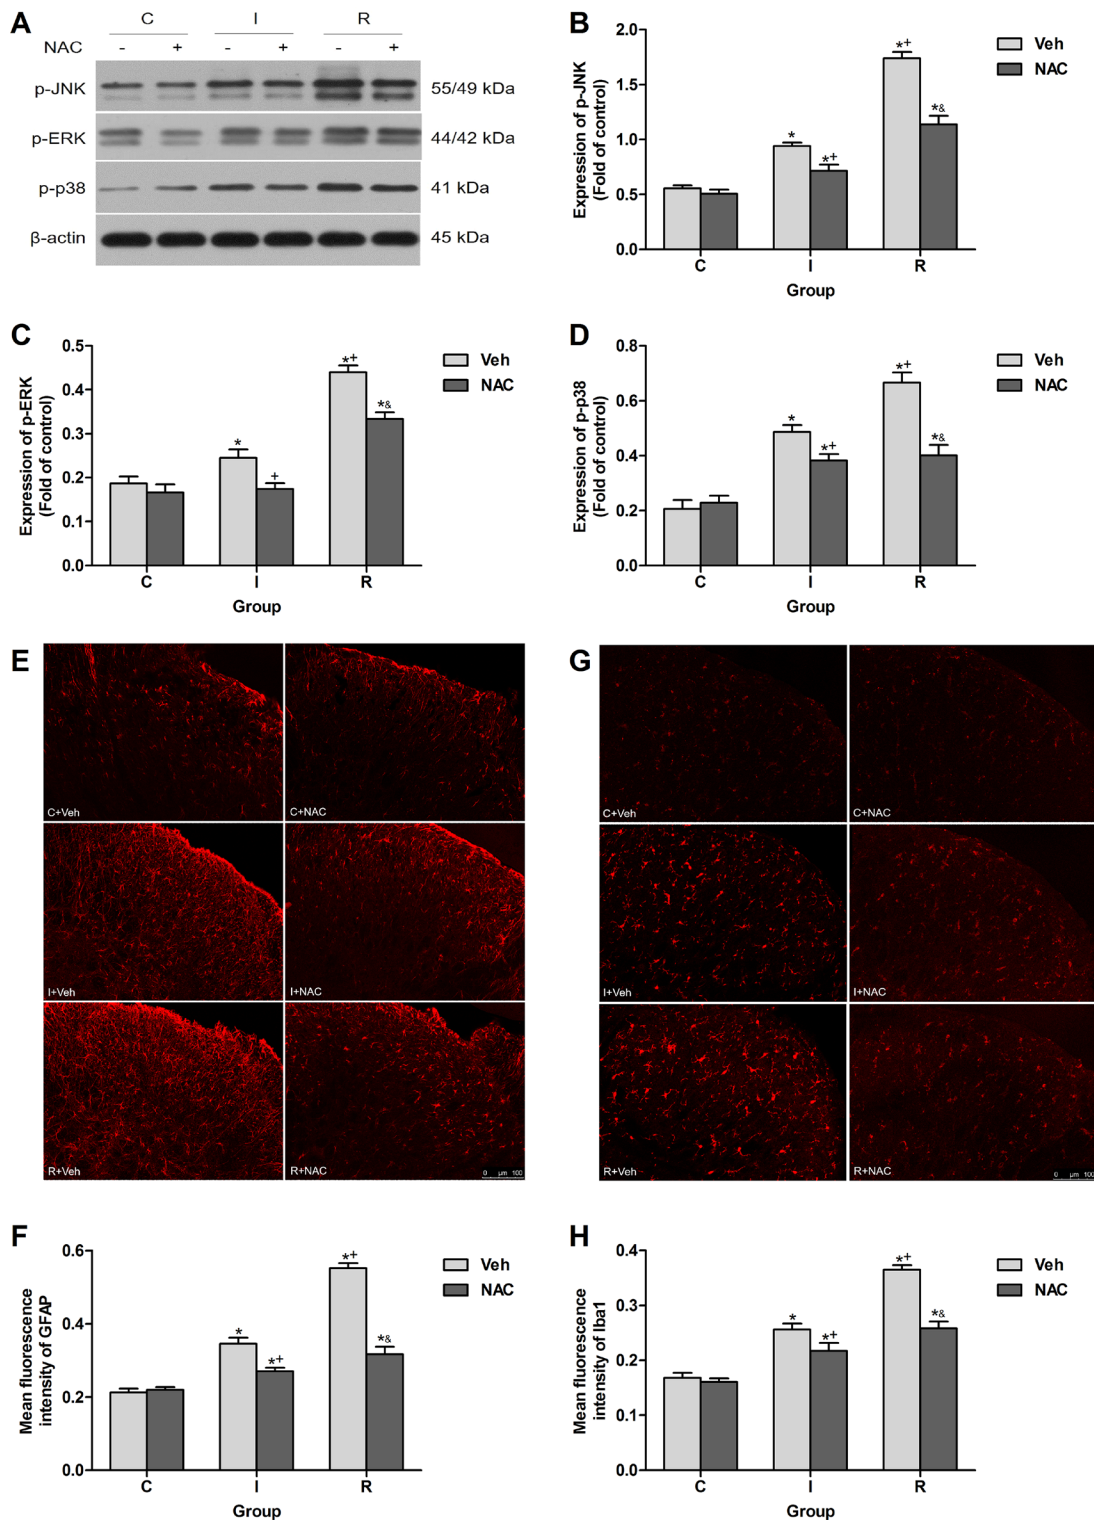 A
C I R
NAC - + - + - +
p-JNK 55/49 kDa
p-ERK 44/42 kDa
p-p38 41 kDa
β-actin 45 kDa
B
Expression of p-JNK
(Fold of control)
2.0
1.5
1.0
0.5
0.0
* *+ *+ *&
C I R
Group
Veh
NAC
C
Expression of p-ERK
(Fold of control)
0.5
0.4
0.3
0.2
0.1
0.0
* + *+ *&
C I R
Group
Veh
NAC
D
Expression of p-p38
(Fold of control)
0.8
0.6
0.4
0.2
0.0
* *+ *+ *&
C I R
Group
Veh
NAC
E
C+Veh C+NAC
I+Veh I+NAC
R+Veh R+NAC
0 µm 100
G
C+Veh C+NAC
I+Veh I+NAC
R+Veh R+NAC
0 µm 100
F
Mean fluorescence
intensity of GFAP
0.6
0.4
0.2
0.0
* *+ *+ *&
C I R
Group
Veh
NAC
H
Mean fluorescence
intensity of Iba1
0.4
0.3
0.2
0.1
0.0
* *+ *+ *&
C I R
Group
Veh
NAC